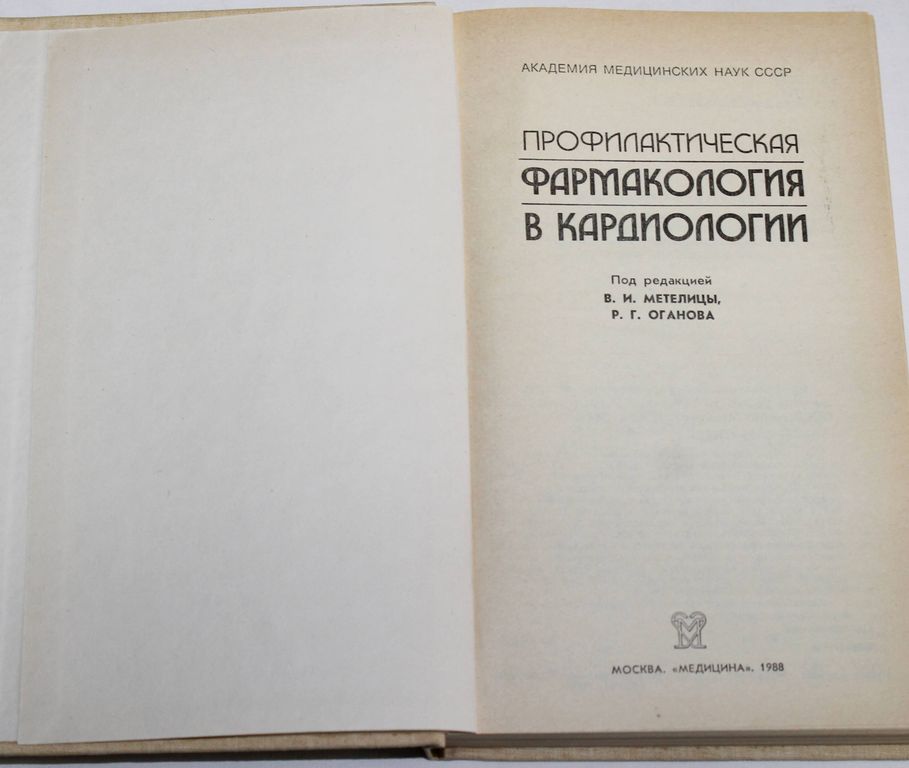 АКАДЕМИЯ МЕДИЦИНСКИХ НАУК СССР
ПРОФИЛАКТИЧЕСКАЯ
ФАРМАКОЛОГИЯ
В КАРДИОЛОГИИ
Под редакцией
В. И. МЕТЕЛИЦЫ,
Р. Г. ОГАНОВА
МОСКВА. «МЕДИЦИНА». 1988